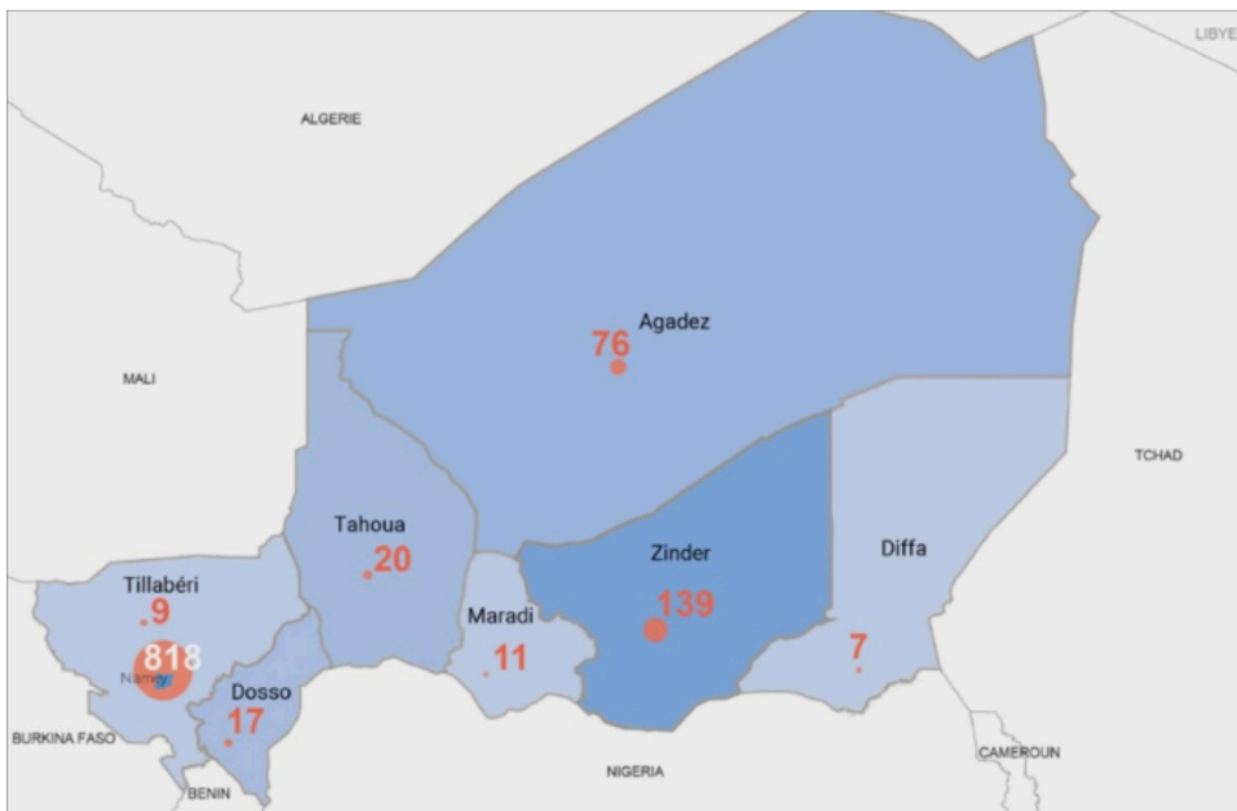 LIBYE
ALGERIE
Agadez
76
MALI
TCHAD
Tahoua
20
Zinder
139
Diffa
7
Tillabéri
9
818
Niamey
Maradi
11
Dosso
17
BURKINA FASO
BENIN
NIGERIA
CAMEROUN